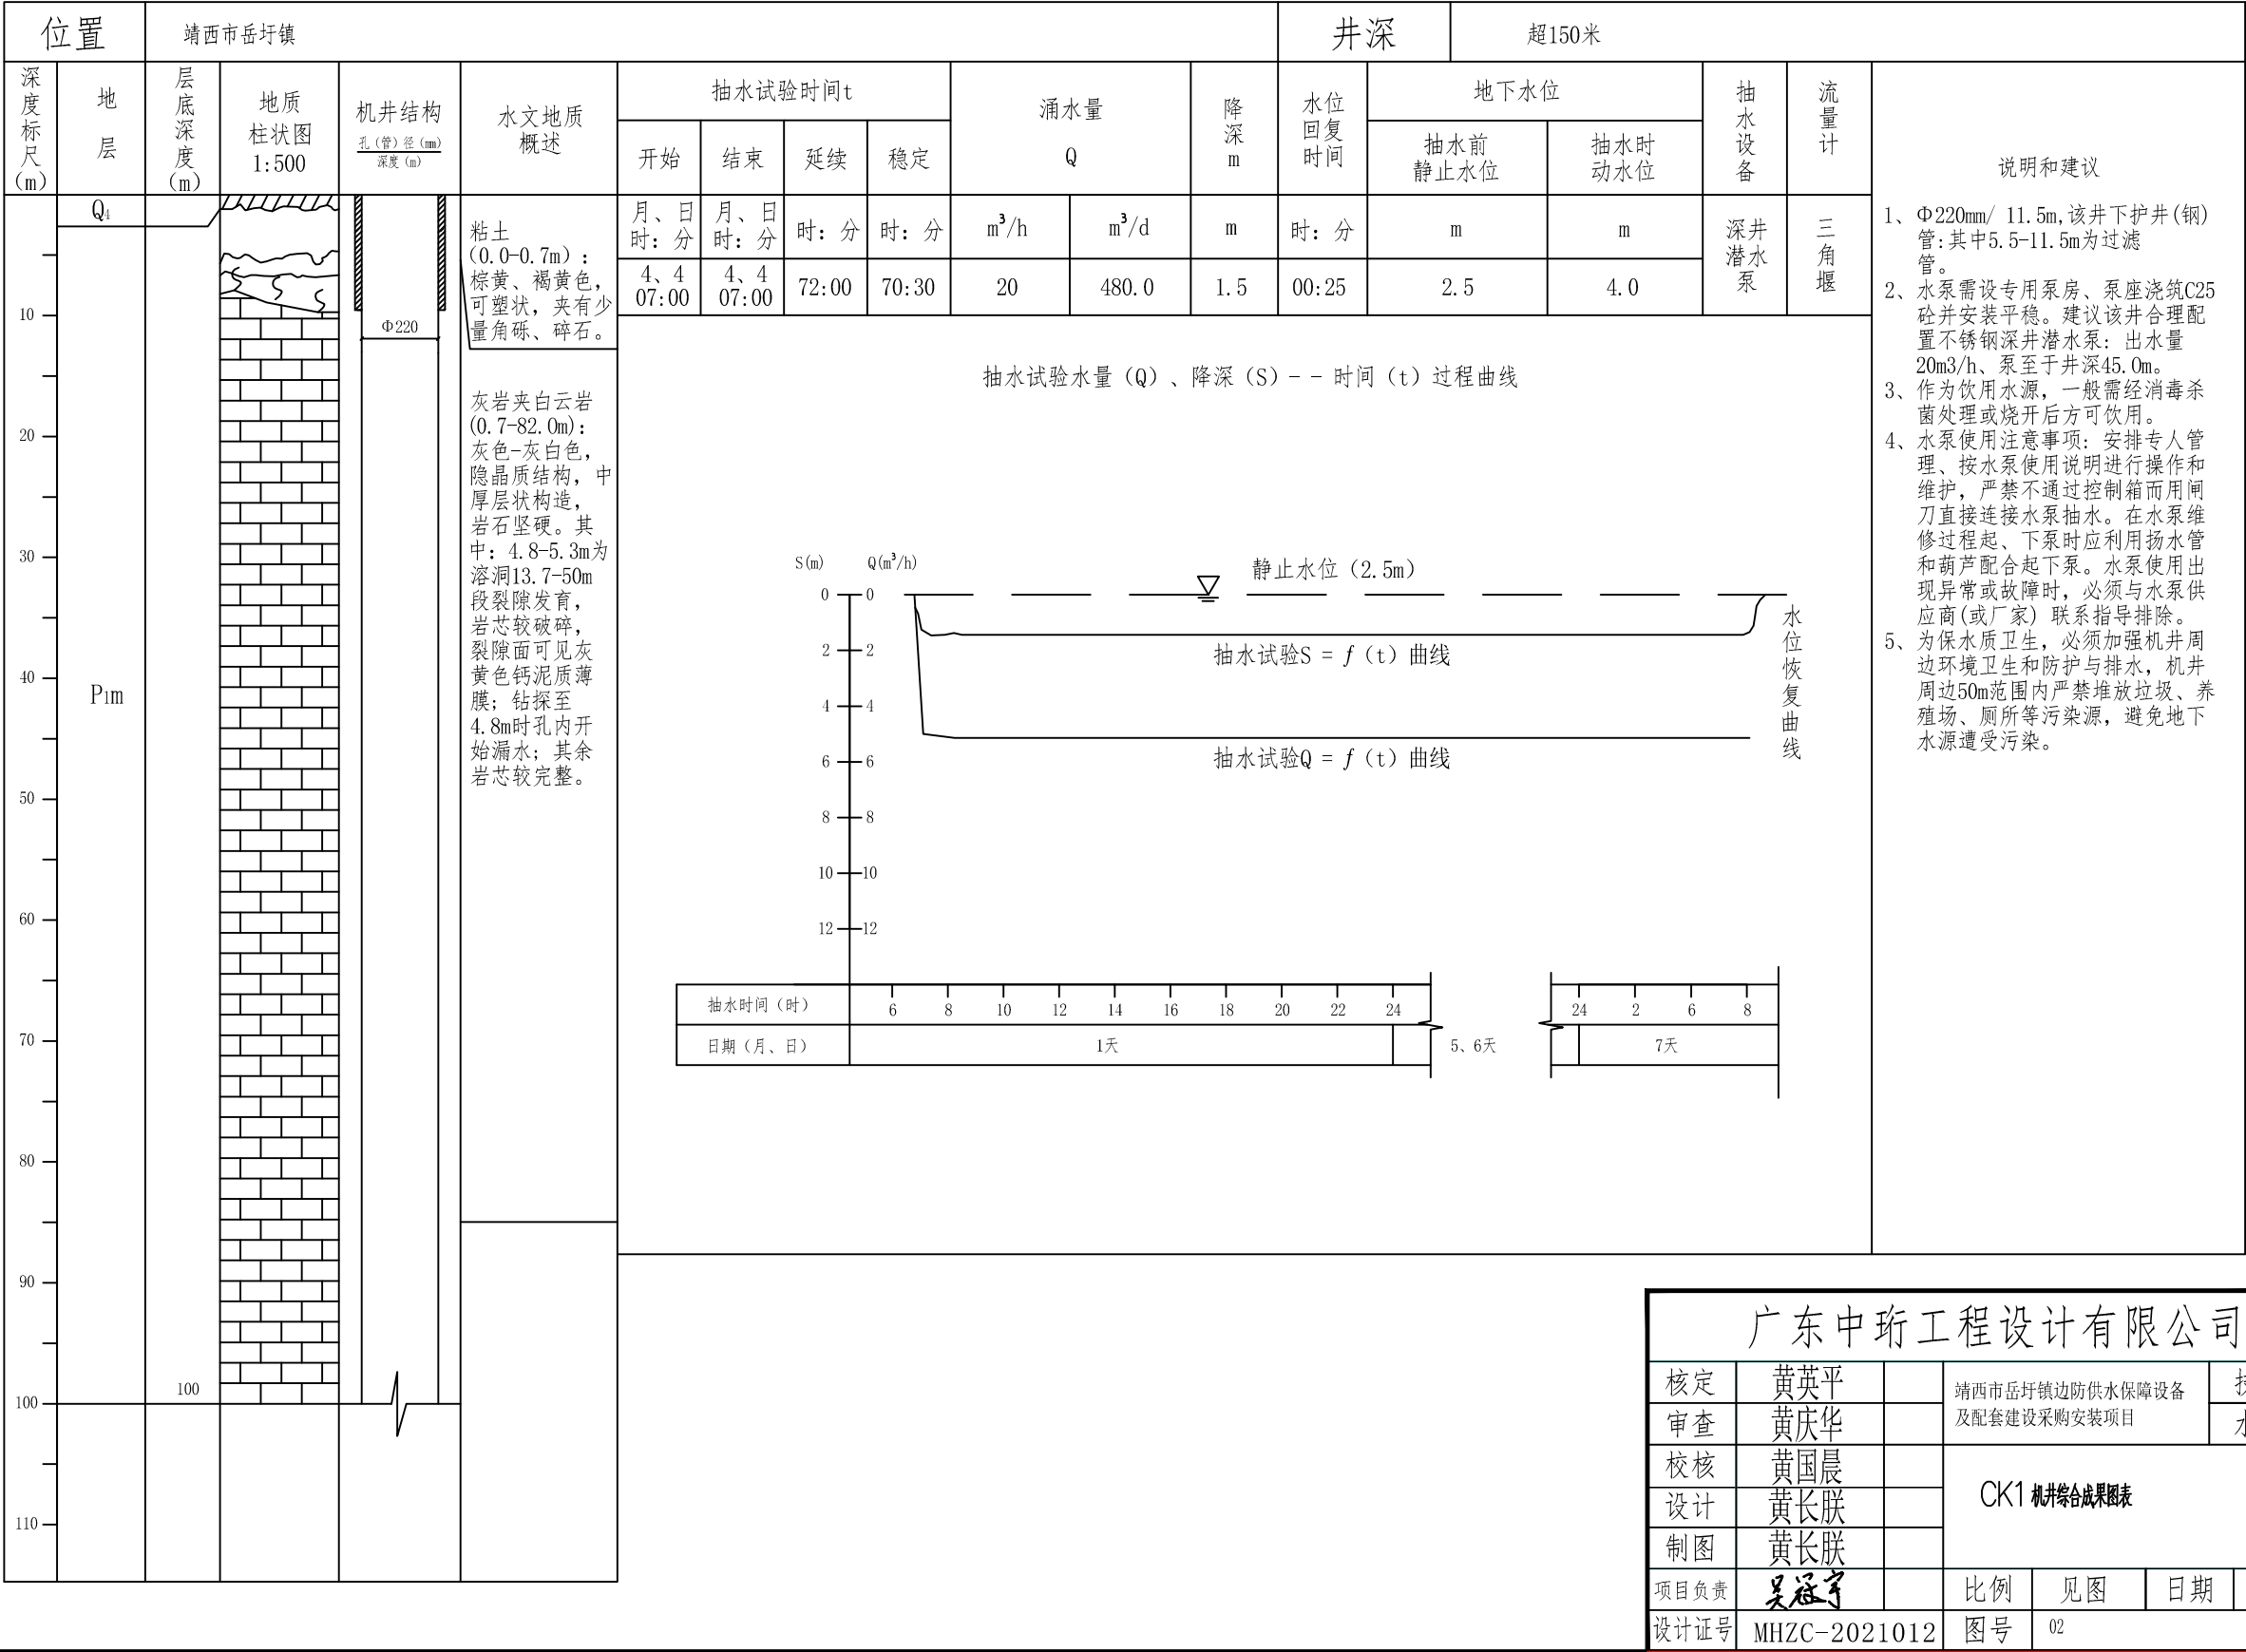 位置
靖西市岳圩镇
井深
超150米
深度标尺(m)
地层
层底深度(m)
地质
柱状图
1:500
机井结构
孔(管)径(mm)
深度(m)
水文地质
概述
抽水试验时间t
开始
结束
延续
稳定
涌水量
Q
降深m
水位
回复
时间
地下水位
抽水前
静止水位
抽水时
动水位
抽水设备
流量计
说明和建议
月、日
时: 分
月、日
时: 分
时: 分
时: 分
m³/h
m³/d
m
时: 分
m
m
深井
潜水
泵
三角堰
4、4
07:00
4、4
07:00
72:00
70:30
20
480.0
1.5
00:25
2.5
4.0
Q4
P1m
100
Φ220
10
20
30
40
50
60
70
80
90
100
110
粘土
(0.0-0.7m):
棕黄、褐黄色,
可塑状，夹有少
量角砾、碎石。
灰岩夹白云岩
(0.7-82.0m):
灰色-灰白色,
隐晶质结构，中
厚层状构造,
岩石坚硬。其
中: 4.8-5.3m为
溶洞13.7-50m
段裂隙发育,
岩芯较破碎,
裂隙面可见灰
黄色钙泥质薄
膜; 钻探至
4.8m时孔内开
始漏水; 其余
岩芯较完整。
抽水试验水量（Q）、降深（S）-- 时间（t）过程曲线
S(m)
Q(m³/h)
0 0
2 2
4 4
6 6
8 8
10 10
12 12
静止水位（2.5m）
抽水试验S = f（t）曲线
抽水试验Q = f（t）曲线
水位恢复曲线
抽水时间（时）
6 8 10 12 14 16 18 20 22 24
24 2 6 8
日期（月、日）
1天
5、6天
7天
1、Φ220mm/ 11.5m,该井下护井(钢)
管:其中5.5-11.5m为过滤
管。
2、水泵需设专用泵房、泵座浇筑C25
砼并安装平稳。建议该井合理配
置不锈钢深井潜水泵: 出水量
20m3/h、泵至于井深45.0m。
3、作为饮用水源，一般需经消毒杀
菌处理或烧开后方可饮用。
4、水泵使用注意事项: 安排专人管
理、按水泵使用说明进行操作和
维护，严禁不通过控制箱而用闸
刀直接连接水泵抽水。在水泵维
修过程起、下泵时应利用扬水管
和葫芦配合起下泵。水泵使用出
现异常或故障时，必须与水泵供
应商(或厂家) 联系指导排除。
5、为保水质卫生，必须加强机井周
边环境卫生和防护与排水，机井
周边50m范围内严禁堆放垃圾、养
殖场、厕所等污染源，避免地下
水源遭受污染。
广东中珩工程设计有限公司
核定 黄英平
审查 黄庆华
校核 黄国晨
设计 黄长朕
制图 黄长朕
项目负责
设计证号 MHZC-2021012
靖西市岳圩镇边防供水保障设备
及配套建设采购安装项目
CK1机井综合成果图表
比例 见图 日期
图号 02